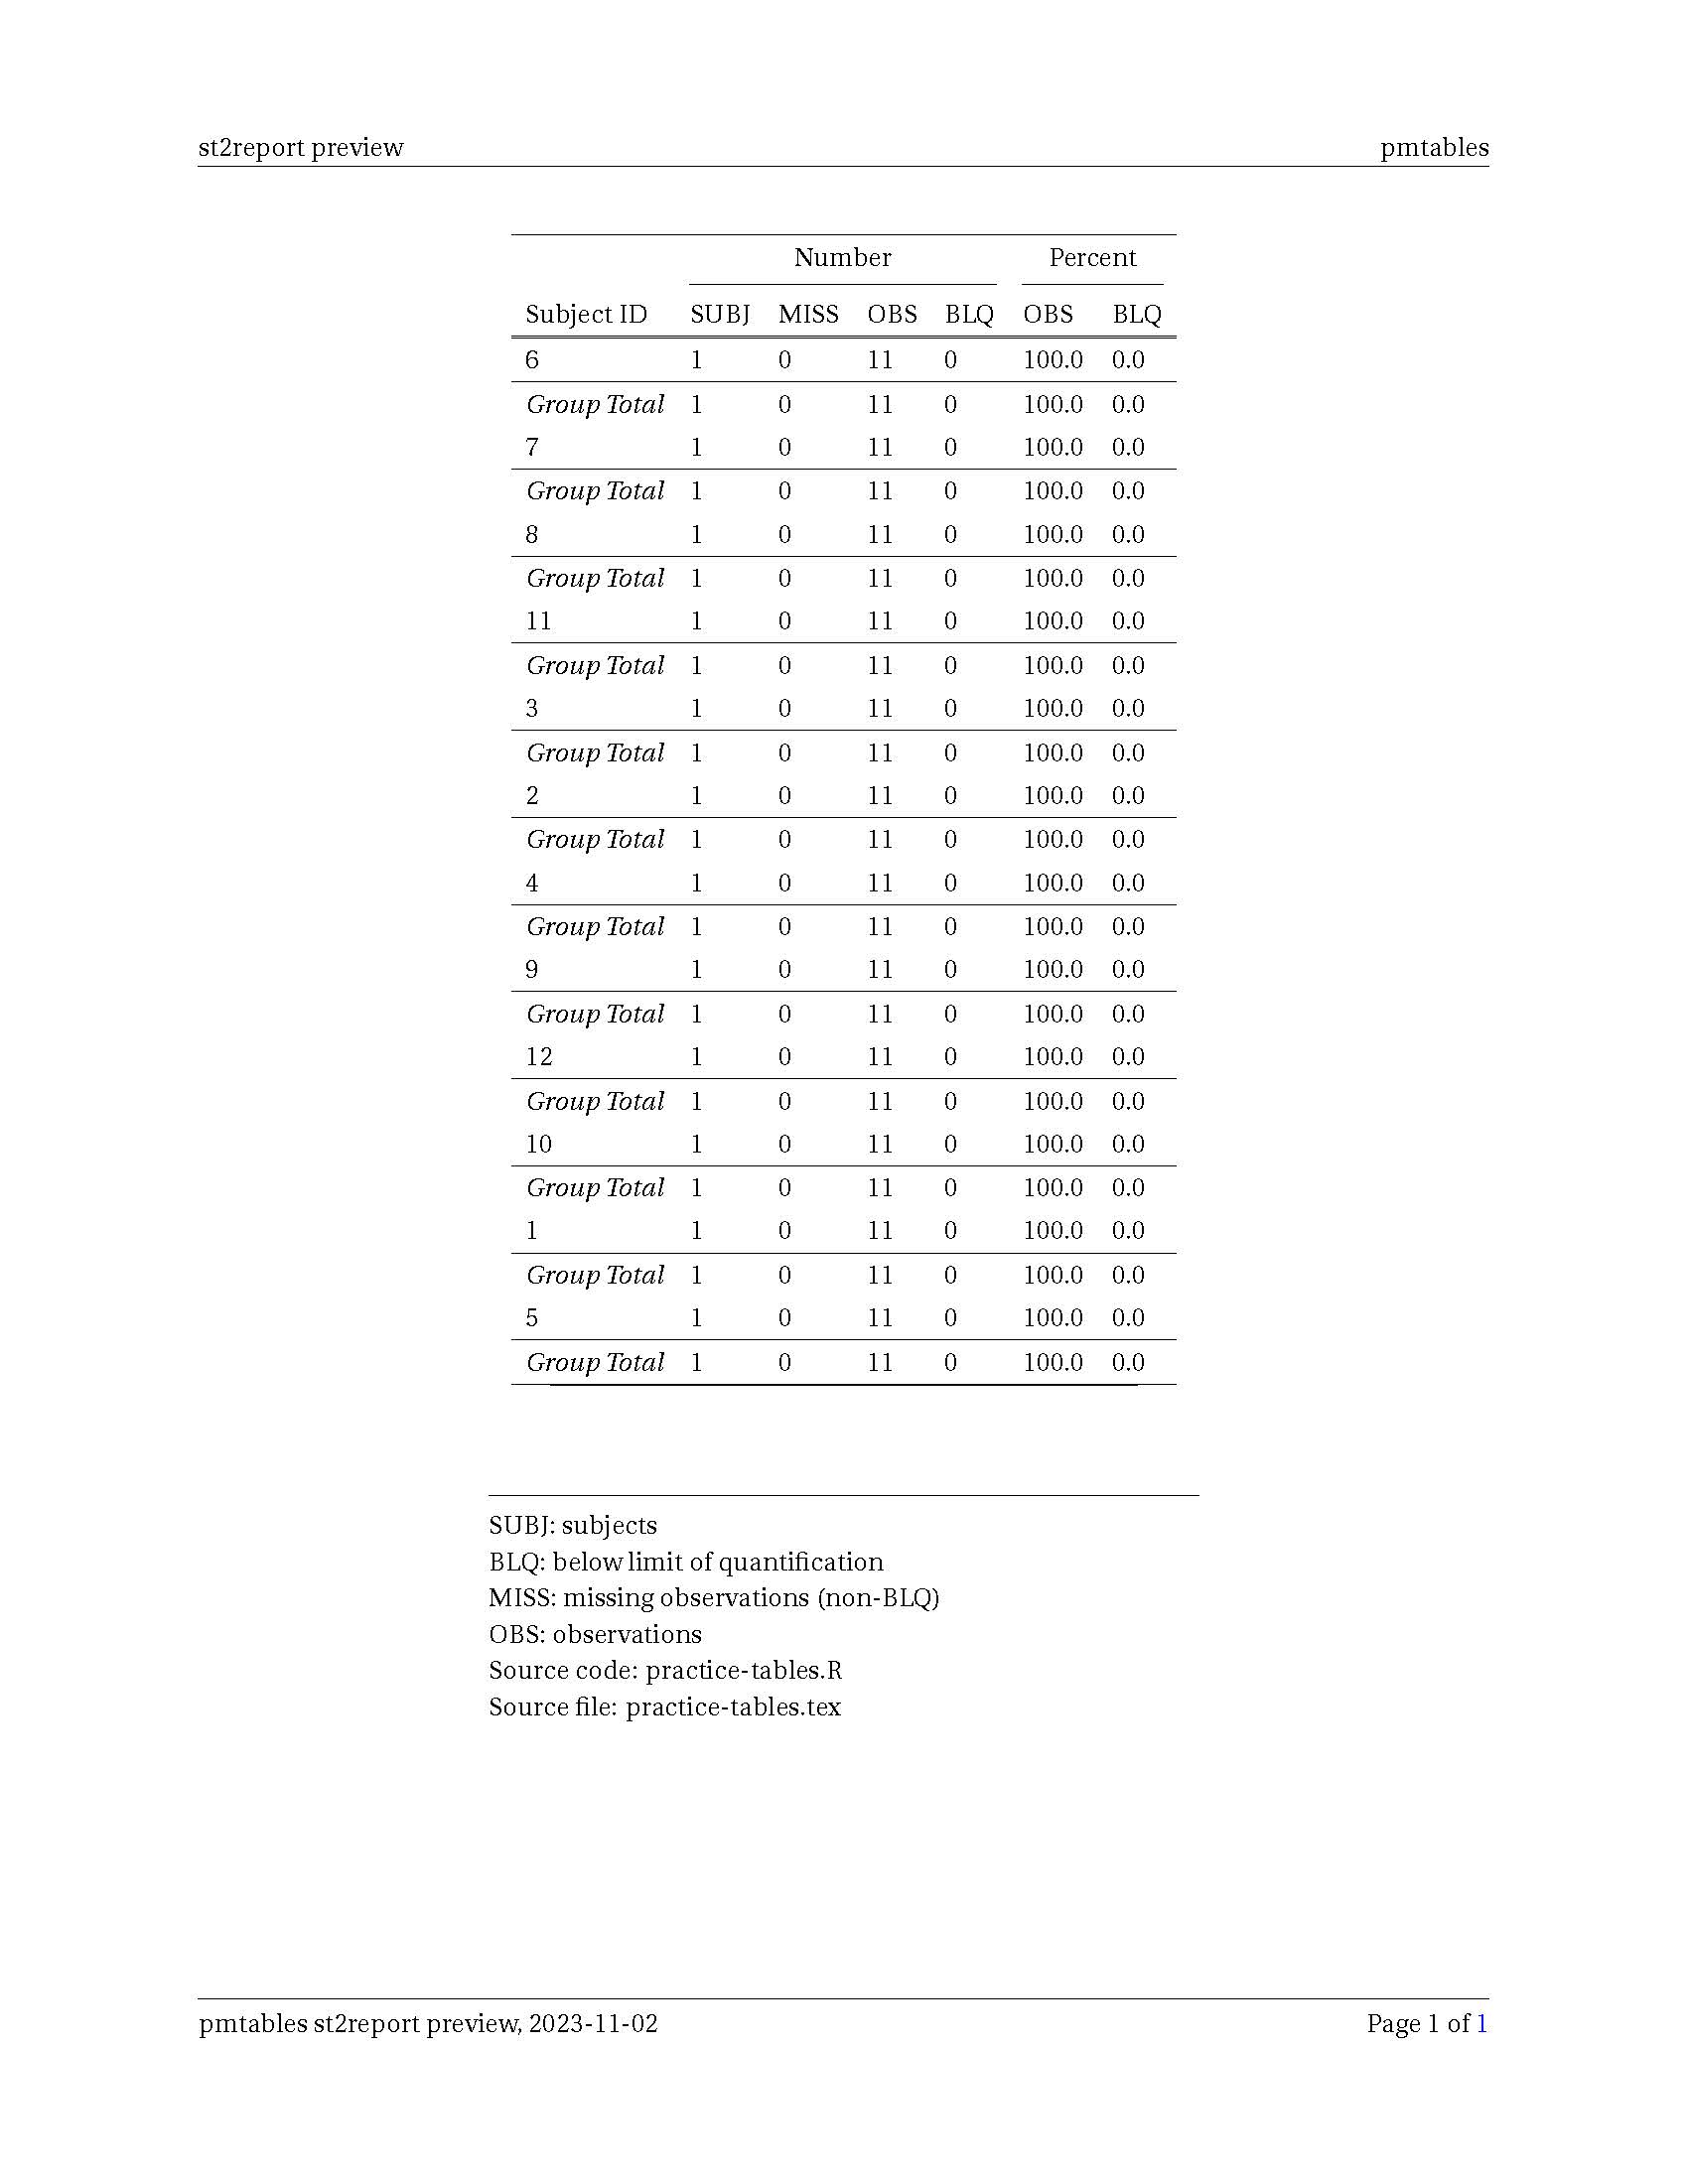 st2report preview pmtables
Number Percent
Subject ID SUBJ MISS OBS BLQ OBS BLQ
6 1 0 11 0 100.0 0.0
Group Total 1 0 11 0 100.0 0.0
7 1 0 11 0 100.0 0.0
Group Total 1 0 11 0 100.0 0.0
8 1 0 11 0 100.0 0.0
Group Total 1 0 11 0 100.0 0.0
11 1 0 11 0 100.0 0.0
Group Total 1 0 11 0 100.0 0.0
3 1 0 11 0 100.0 0.0
Group Total 1 0 11 0 100.0 0.0
2 1 0 11 0 100.0 0.0
Group Total 1 0 11 0 100.0 0.0
4 1 0 11 0 100.0 0.0
Group Total 1 0 11 0 100.0 0.0
9 1 0 11 0 100.0 0.0
Group Total 1 0 11 0 100.0 0.0
12 1 0 11 0 100.0 0.0
Group Total 1 0 11 0 100.0 0.0
10 1 0 11 0 100.0 0.0
Group Total 1 0 11 0 100.0 0.0
1 1 0 11 0 100.0 0.0
Group Total 1 0 11 0 100.0 0.0
5 1 0 11 0 100.0 0.0
Group Total 1 0 11 0 100.0 0.0
SUBJ: subjects
BLQ: below limit of quantification
MISS: missing observations (non-BLQ)
OBS: observations
Source code: practice-tables.R
Source file: practice-tables.tex
pmtables st2report preview, 2023-11-02 Page 1 of 1